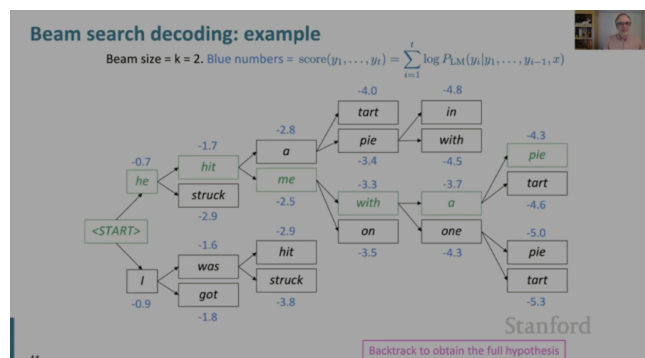 Beam search decoding: example
Beam size = k = 2. Blue numbers = score(y₁, . . . , yₜ) = ∑ᵢ₌₁ᵗ log P_LM(yᵢ|y₁, . . . , yᵢ₋₁, x)
-4.0 -4.8
tart in
-2.8
a
-1.7
pie with
-4.3
-0.7
hit
-3.4 -4.5
pie
he
me
-3.3 -3.7
struck
-2.5
with a
tart
-2.9
-4.6
<START>
-1.6 -2.9
on one
-5.0
was hit
-3.5 -4.3
pie
I
got struck
tart
-0.9
-1.8 -3.8
-5.3
Stanford
Backtrack to obtain the full hypothesis